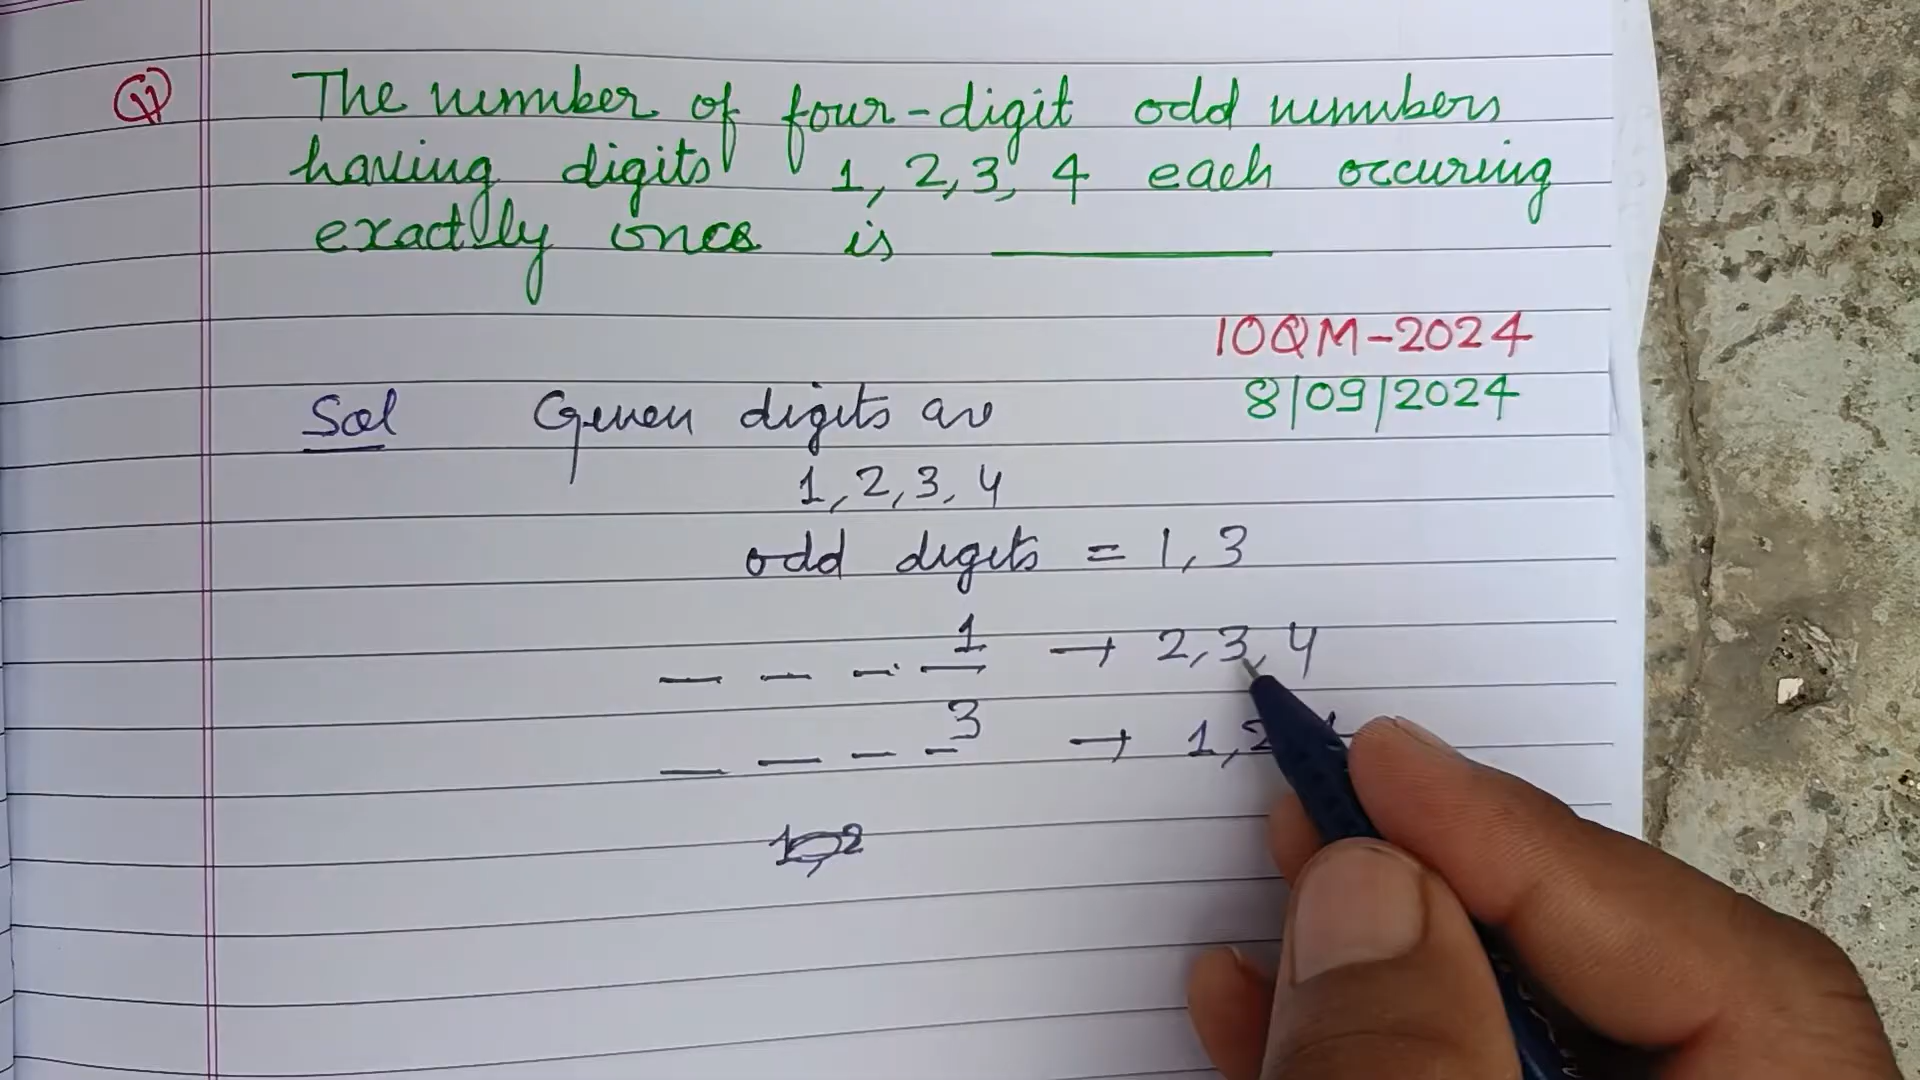 Q1 The number of four-digit odd numbers
having digits 1, 2, 3, 4 each occuring
exactly once is
IOQM-2024
8/09/2024
Sol Given digits are
1, 2, 3, 4
odd digits = 1, 3
_ _ _ 1 → 2, 3, 4
_ _ _ 3 → 1, 2